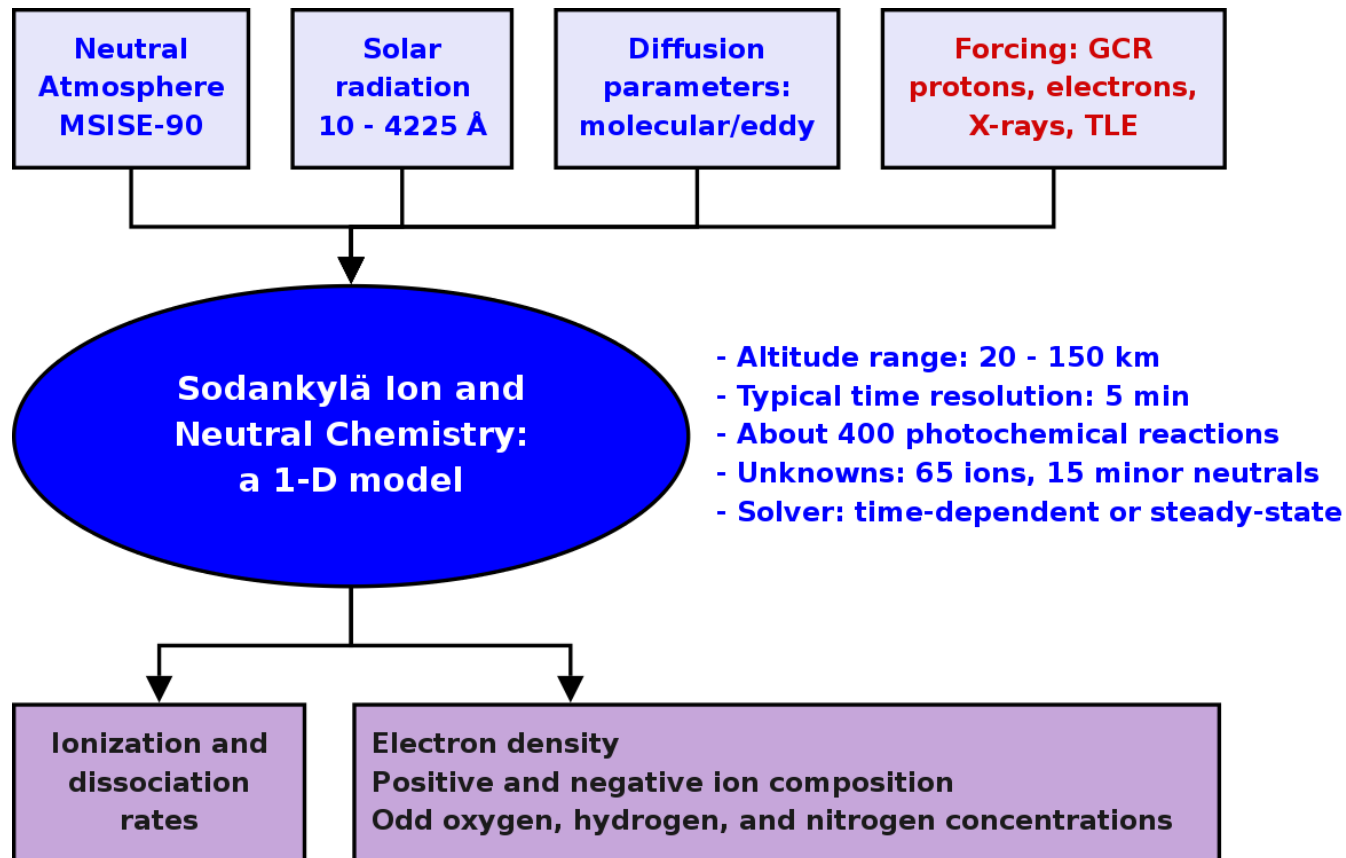 Neutral
Atmosphere
MSISE-90
Solar
radiation
10 - 4225 Å
Diffusion
parameters:
molecular/eddy
Forcing: GCR
protons, electrons,
X-rays, TLE
Sodankylä Ion and
Neutral Chemistry:
a 1-D model
- Altitude range: 20 - 150 km
- Typical time resolution: 5 min
- About 400 photochemical reactions
- Unknowns: 65 ions, 15 minor neutrals
- Solver: time-dependent or steady-state
Ionization and
dissociation
rates
Electron density
Positive and negative ion composition
Odd oxygen, hydrogen, and nitrogen concentrations